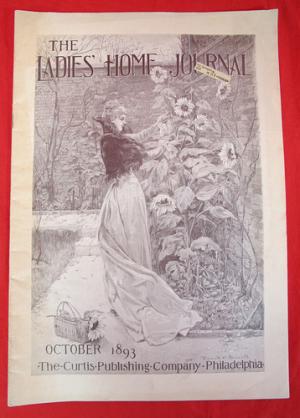 THE
LADIES' HOME JOURNAL
OCTOBER 1893
·The·Curtis·Publishing·Company·Philadelphia·